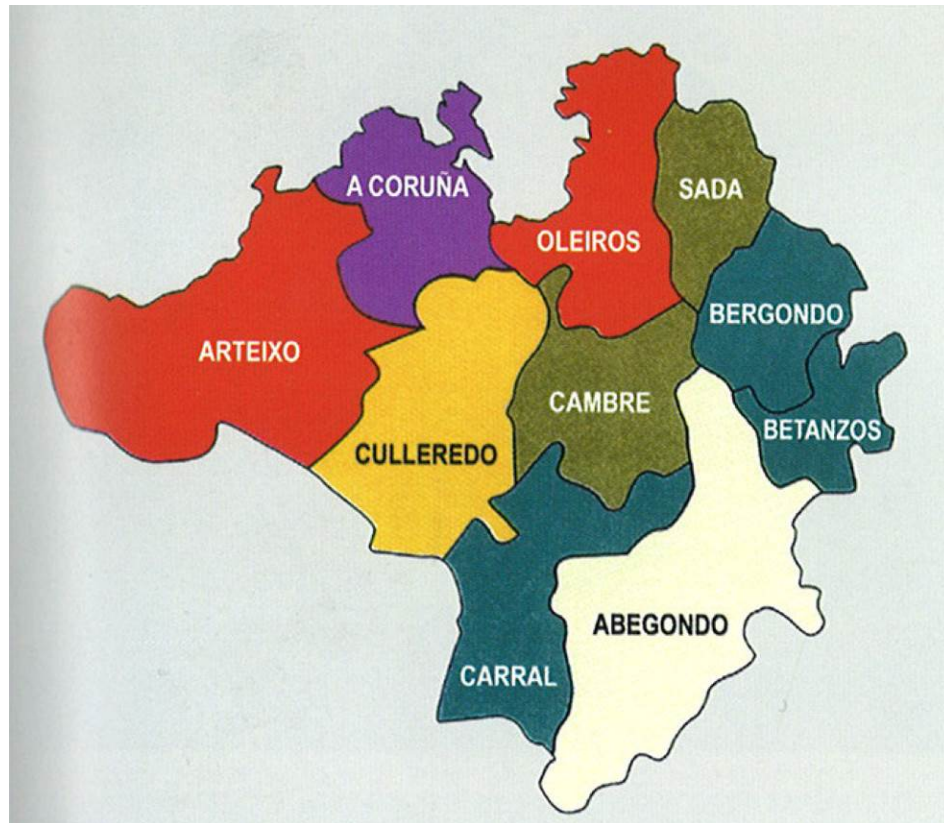 A CORUÑA
SADA
OLEIROS
BERGONDO
ARTEIXO
CAMBRE
BETANZOS
CULLEREDO
ABEGONDO
CARRAL